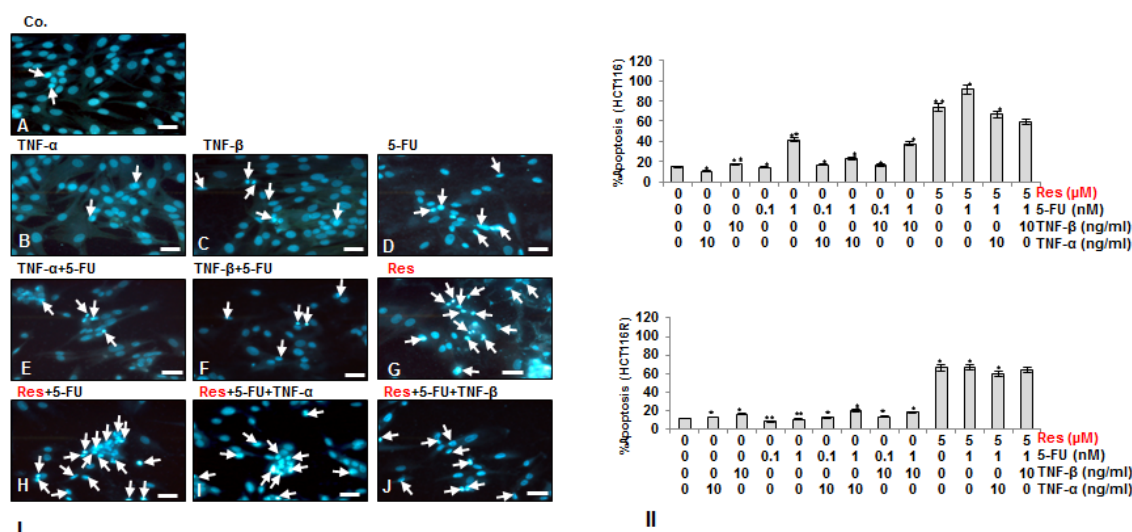 Co.
A
TNF-α TNF-β 5-FU
B C D
TNF-α+5-FU TNF-β+5-FU Res
E F G
Res+5-FU Res+5-FU+TNF-α Res+5-FU+TNF-β
H I J
I
%Apoptosis (HCT116)
120
100
80
60
40
20
0
* ** * ** * * * * ** * *
0 0 0 0 0 0 0 0 0 5 5 5 5 Res (µM)
0 0 0 0.1 1 0.1 1 0.1 1 0 1 1 1 5-FU (nM)
0 0 10 0 0 0 0 10 10 0 0 0 10 TNF-β (ng/ml)
0 10 0 0 0 10 10 0 0 0 0 10 0 TNF-α (ng/ml)
%Apoptosis (HCT116R)
120
100
80
60
40
20
0
* * ** ** * * * * * * *
0 0 0 0 0 0 0 0 0 5 5 5 5 Res (µM)
0 0 0 0.1 1 0.1 1 0.1 1 0 1 1 1 5-FU (nM)
0 0 10 0 0 0 0 10 10 0 0 0 10 TNF-β (ng/ml)
0 10 0 0 0 10 10 0 0 0 0 10 0 TNF-α (ng/ml)
II